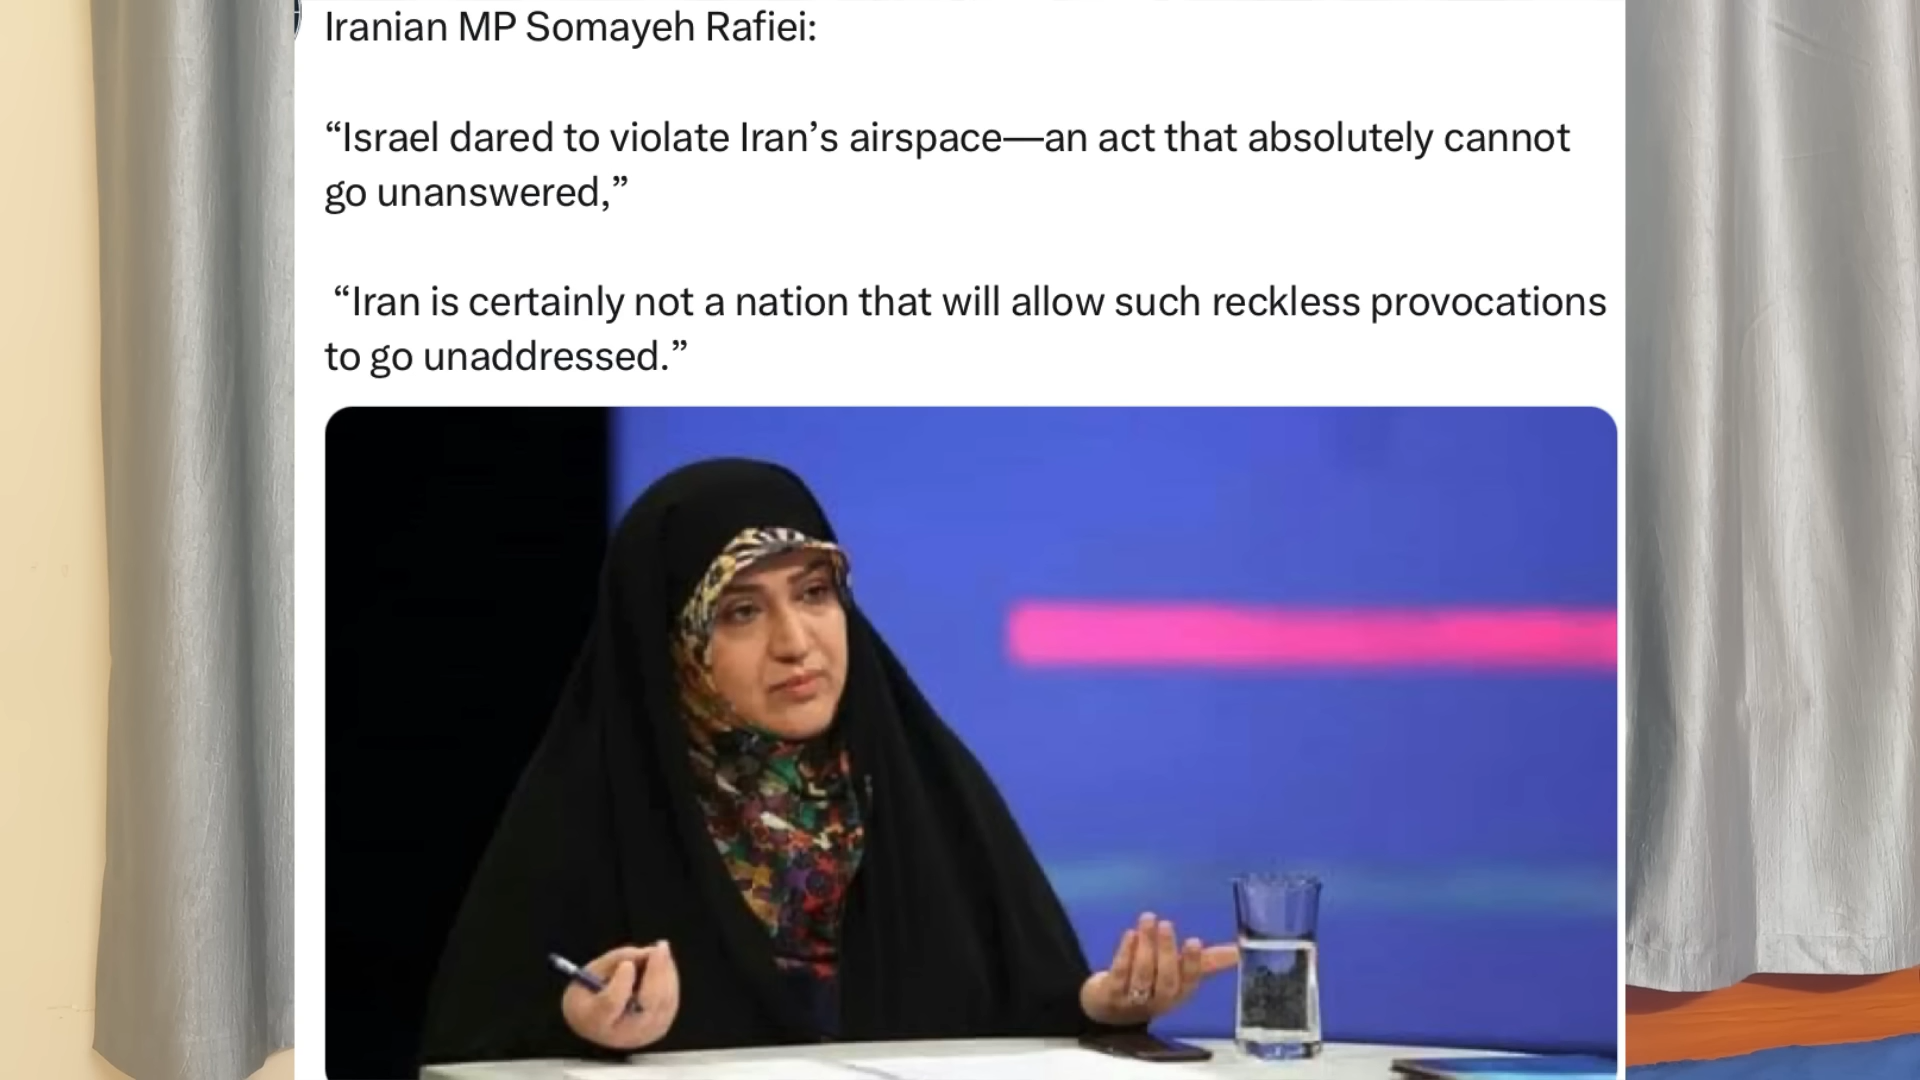 Iranian MP Somayeh Rafiei:
“Israel dared to violate Iran’s airspace—an act that absolutely cannot
go unanswered,”
“Iran is certainly not a nation that will allow such reckless provocations
to go unaddressed.”